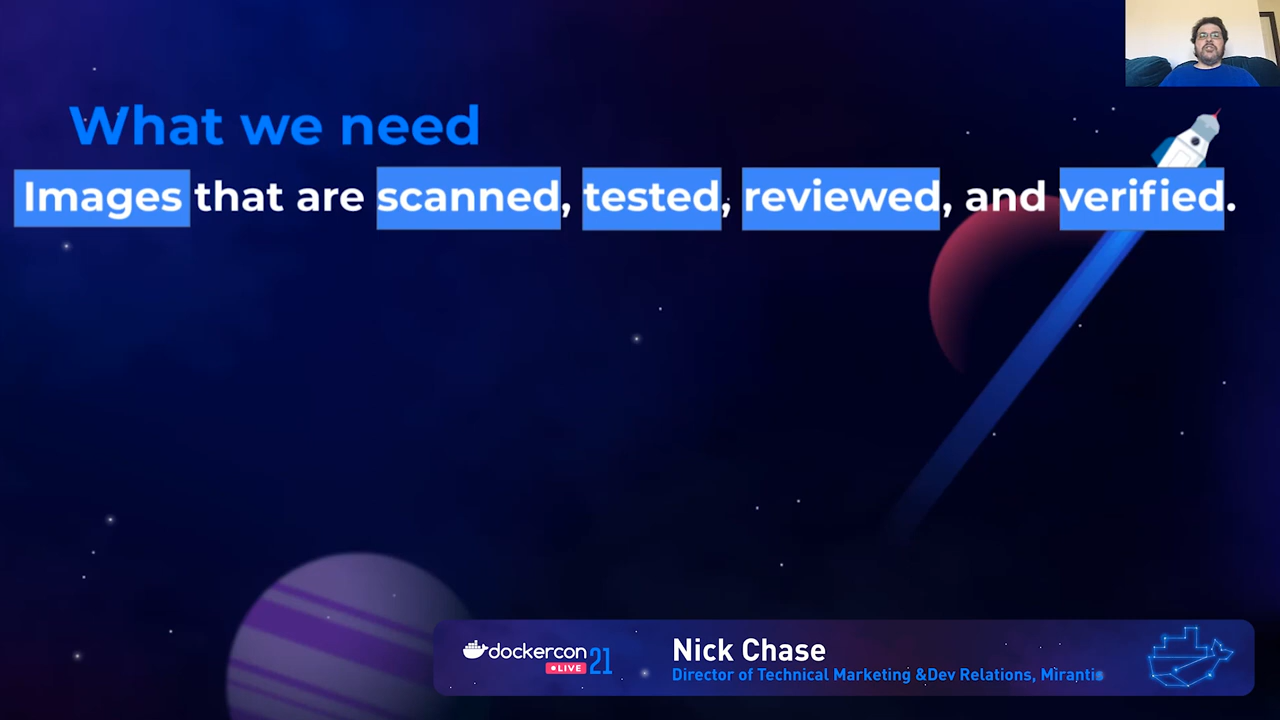 What we need
Images that are scanned, tested, reviewed, and verified.
dockercon
LIVE 21
Nick Chase
Director of Technical Marketing &Dev Relations, Mirantis